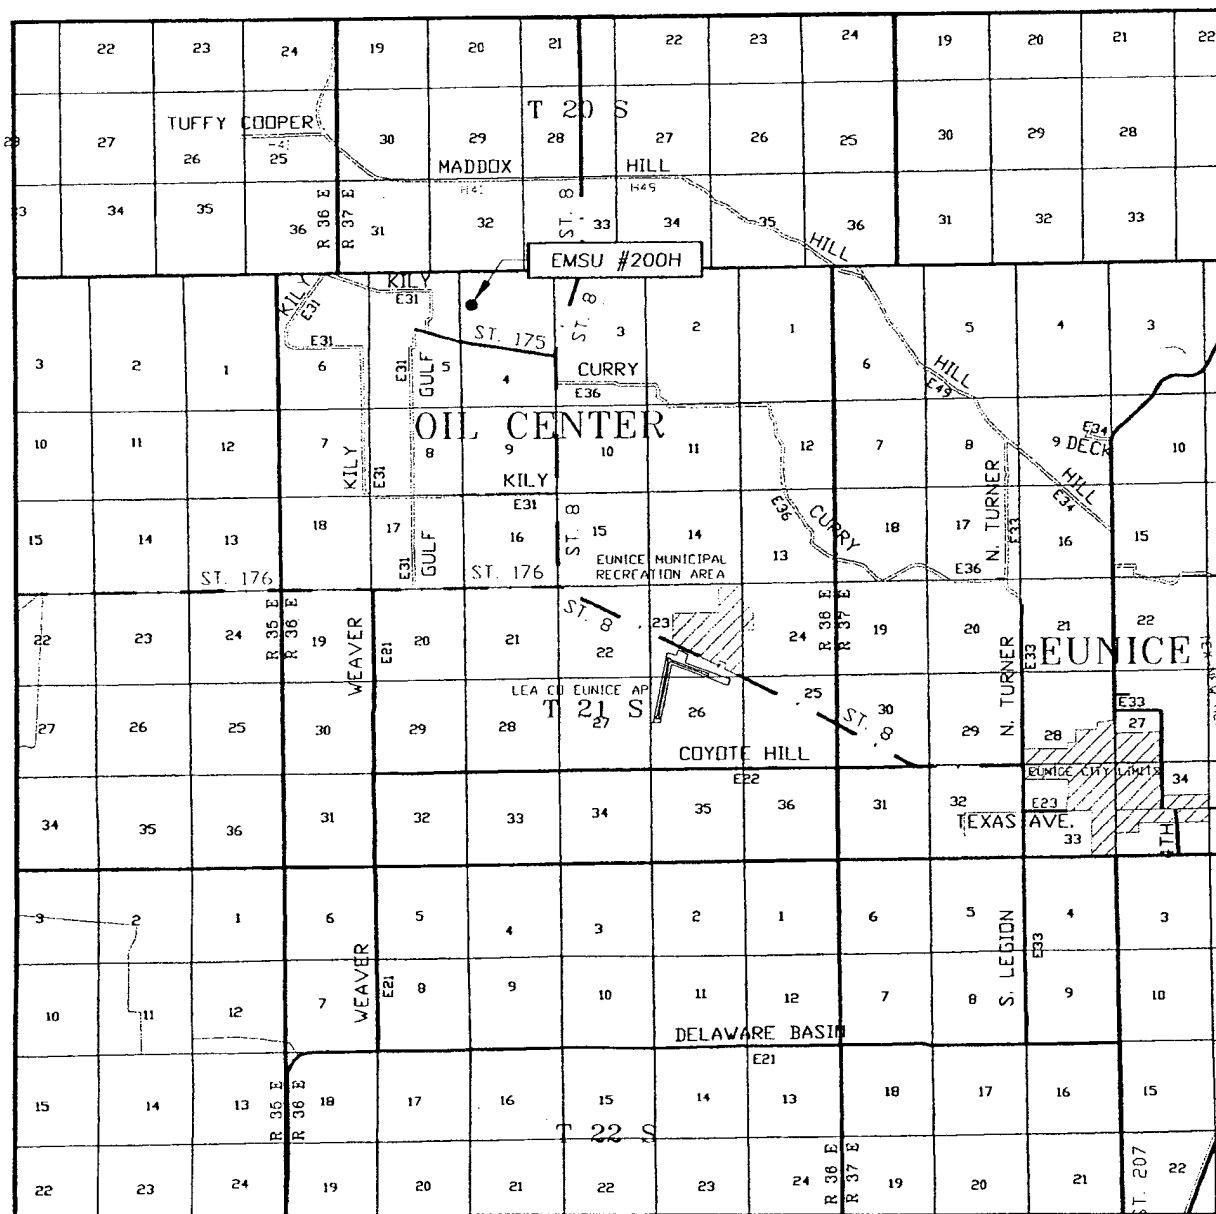 22 23 24 19 20 21 22 23 24 19 20 21 22
T 20 S
TUFFY COOPER
27 26 25 30 29 28 27 26 25 30 29 28
MADDOX HILL
H41 H45
34 35 36 31 32 33 34 35 36 31 32 33
R 36 E R 37 E
ST. 8
HILL
EMSU #200H
KILY KILY
E31 E31
ST. 8
ST. 175
E31
3 2 1 6 5 4 3 2 1 6 5 4 3
E31
GULF
CURRY
E36
HILL
E49
OIL CENTER
10 11 12 7 8 9 10 11 12 7 8 9 10
E34
DECK
KILY
E31
KILY
E31
HILL
E34
N. TURNER
E33
ST. 8
E36
CURRY
15 14 13 18 17 16 15 14 13 18 17 16 15
E31
GULF
EUNICE MUNICIPAL
RECREATION AREA
ST. 176 ST. 176
E36
R 35 E R 36 E
R 36 E R 37 E
ST. 8
22 23 24 19 20 21 22 23 24 19 20 21 22
WEAVER
E21
N. TURNER
E33
EUNICE
LEA CO EUNICE AP
T 21 S
27 26 25 30 29 28 27 26 25 30 29 28 27
ST. 8
E33
COYOTE HILL
E22
EUNICE CITY LIMITS
34 35 36 31 32 33 34 35 36 31 32 33 34
E23
TEXAS AVE.
4TH
3 2 1 6 5 4 3 2 1 6 5 4 3
WEAVER
E21
S. LEGION
E33
10 11 12 7 8 9 10 11 12 7 8 9 10
DELAWARE BASIN
E21
R 35 E R 36 E
15 14 13 18 17 16 15 14 13 18 17 16 15
T 22 S
R 36 E R 37 E
ST. 207
22 23 24 19 20 21 22 23 24 19 20 21 22